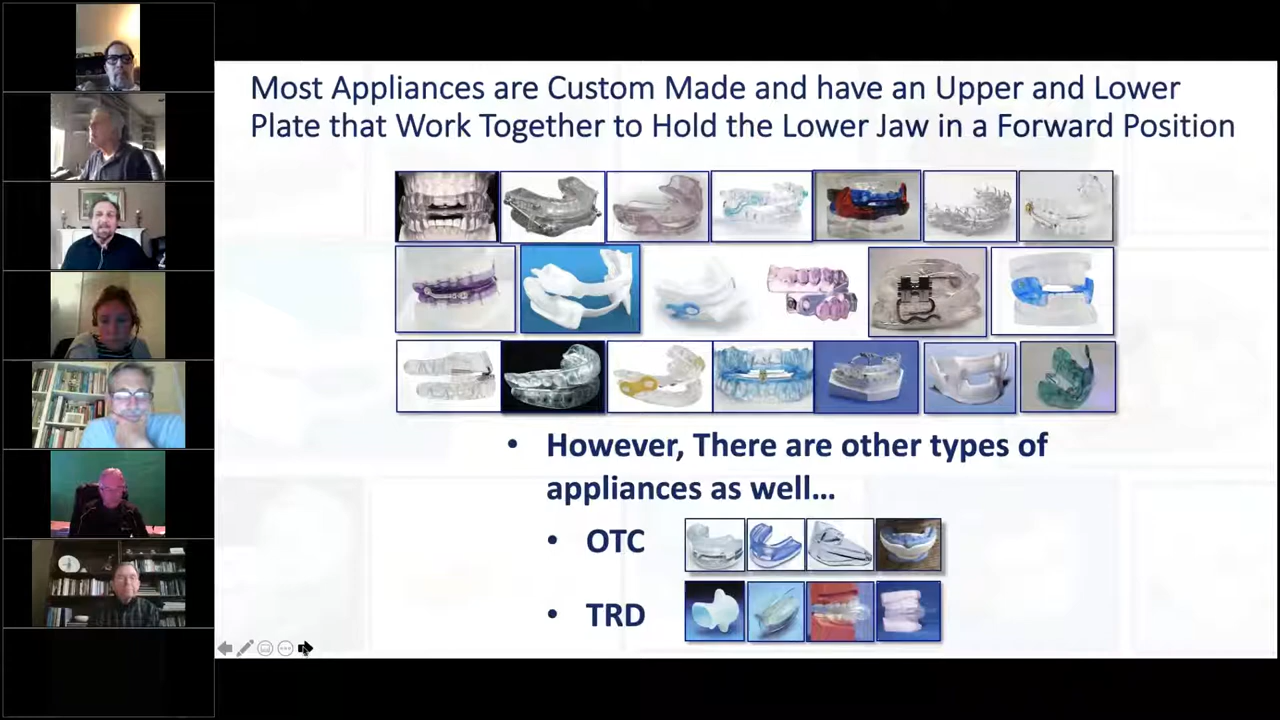 Most Appliances are Custom Made and have an Upper and Lower
Plate that Work Together to Hold the Lower Jaw in a Forward Position
• However, There are other types of
appliances as well…
• OTC
• TRD